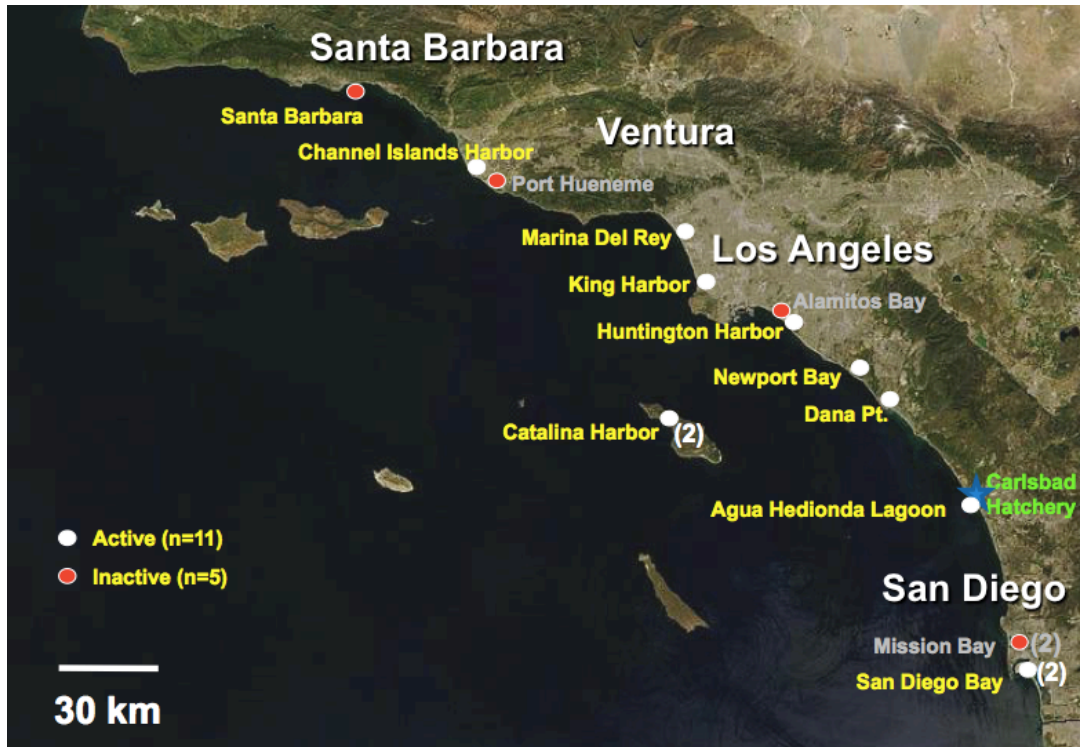 Santa Barbara
Santa Barbara
Ventura
Channel Islands Harbor
Port Hueneme
Marina Del Rey
Los Angeles
King Harbor
Alamitos Bay
Huntington Harbor
Newport Bay
Dana Pt.
Catalina Harbor (2)
Carlsbad
Hatchery
Agua Hedionda Lagoon
Active (n=11)
Inactive (n=5)
San Diego
Mission Bay (2)
San Diego Bay (2)
30 km